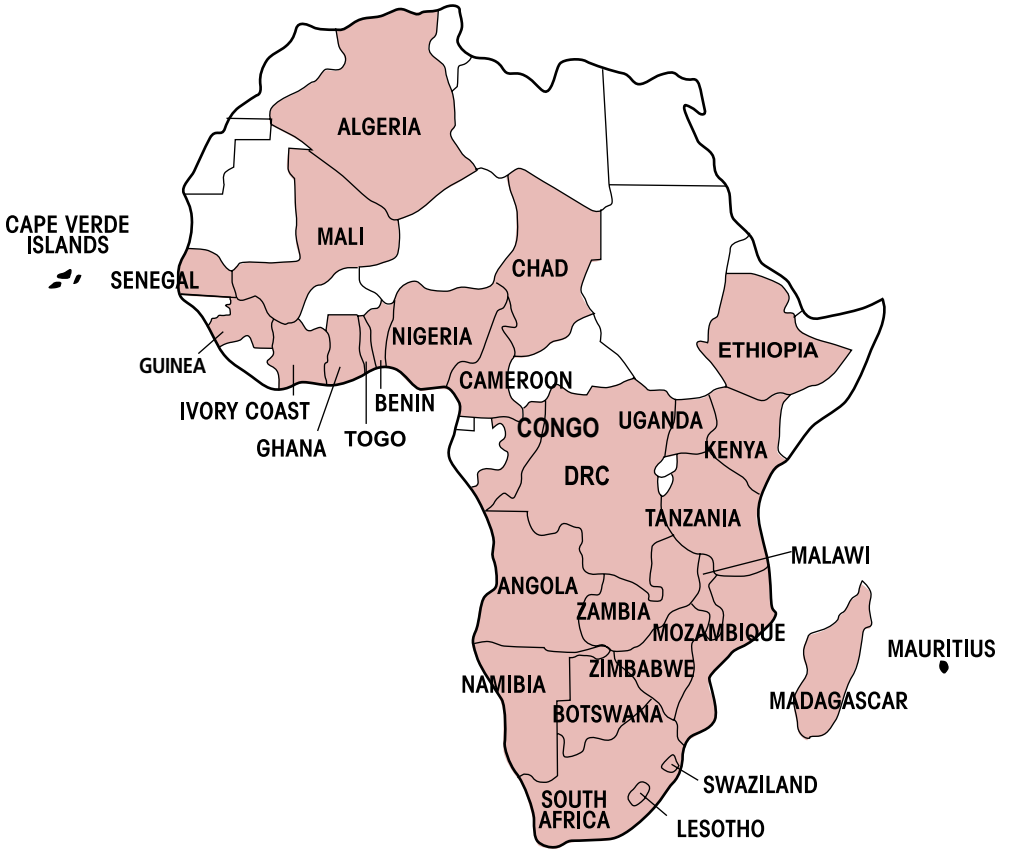 ALGERIA
CAPE VERDE
ISLANDS
MALI
SENEGAL
CHAD
NIGERIA
ETHIOPIA
GUINEA
CAMEROON
IVORY COAST
BENIN
GHANA
TOGO
CONGO
UGANDA
KENYA
DRC
TANZANIA
MALAWI
ANGOLA
ZAMBIA
MOZAMBIQUE
MAURITIUS
ZIMBABWE
NAMIBIA
MADAGASCAR
BOTSWANA
SWAZILAND
SOUTH
AFRICA
LESOTHO